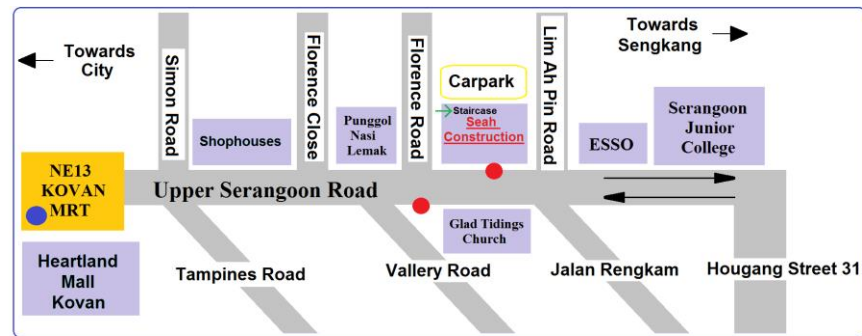 Towards
City
Simon Road
Florence Close
Florence Road
Carpark
Lim Ah Pin Road
Towards
Sengkang
Shophouses
Punggol
Nasi
Lemak
Staircase
Seah
Construction
ESSO
Serangoon
Junior
College
NE13
KOVAN
MRT
Upper Serangoon Road
Heartland
Mall
Kovan
Tampines Road
Vallery Road
Glad Tidings
Church
Jalan Rengkam
Hougang Street 31